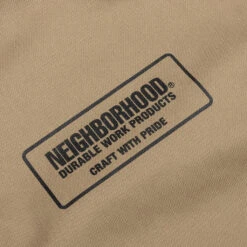 NEIGHBORHOOD®
DURABLE WORK PRODUCTS
CRAFT WITH PRIDE